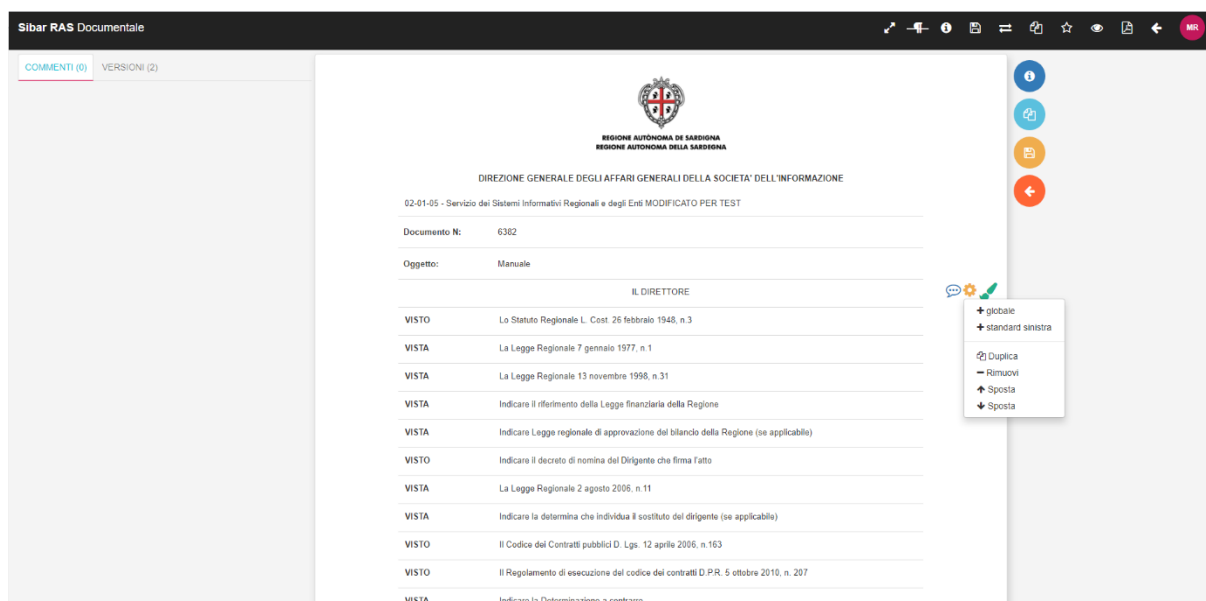 Sibar RAS Documentale
MR
COMMENTI (0) VERSIONI (2)
REGIONE AUTÒNOMA DE SARDIGNA
REGIONE AUTONOMA DELLA SARDEGNA
DIREZIONE GENERALE DEGLI AFFARI GENERALI DELLA SOCIETA' DELL'INFORMAZIONE
02-01-05 - Servizio dei Sistemi Informativi Regionali e degli Enti MODIFICATO PER TEST
Documento N: 6382
Oggetto: Manuale
IL DIRETTORE
VISTO Lo Statuto Regionale L. Cost. 26 febbraio 1948, n.3
VISTA La Legge Regionale 7 gennaio 1977, n.1
VISTA La Legge Regionale 13 novembre 1998, n.31
VISTA Indicare il riferimento della Legge finanziaria della Regione
VISTA Indicare Legge regionale di approvazione del bilancio della Regione (se applicabile)
VISTO Indicare il decreto di nomina del Dirigente che firma l'atto
VISTA La Legge Regionale 2 agosto 2006, n.11
VISTA Indicare la determina che individua il sostituto del dirigente (se applicabile)
VISTO Il Codice dei Contratti pubblici D. Lgs. 12 aprile 2006, n.163
VISTO Il Regolamento di esecuzione del codice dei contratti D.P.R. 5 ottobre 2010, n. 207
VISTA Indicare la Determinazione a contrarre
+ globale
+ standard sinistra
Duplica
Rimuovi
Sposta
Sposta